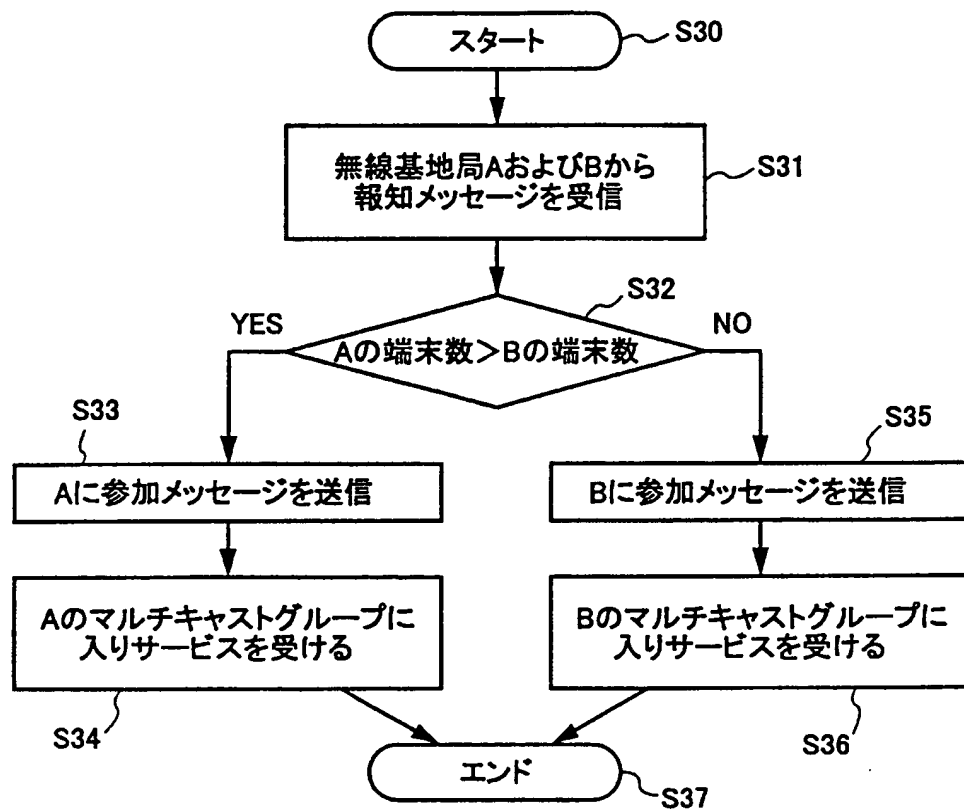 スタート
S30
無線基地局AおよびBから
報知メッセージを受信
S31
S32
YES
NO
Aの端末数>Bの端末数
S33
S35
Aに参加メッセージを送信
Bに参加メッセージを送信
Aのマルチキャストグループに
入りサービスを受ける
Bのマルチキャストグループに
入りサービスを受ける
S34
S36
エンド
S37